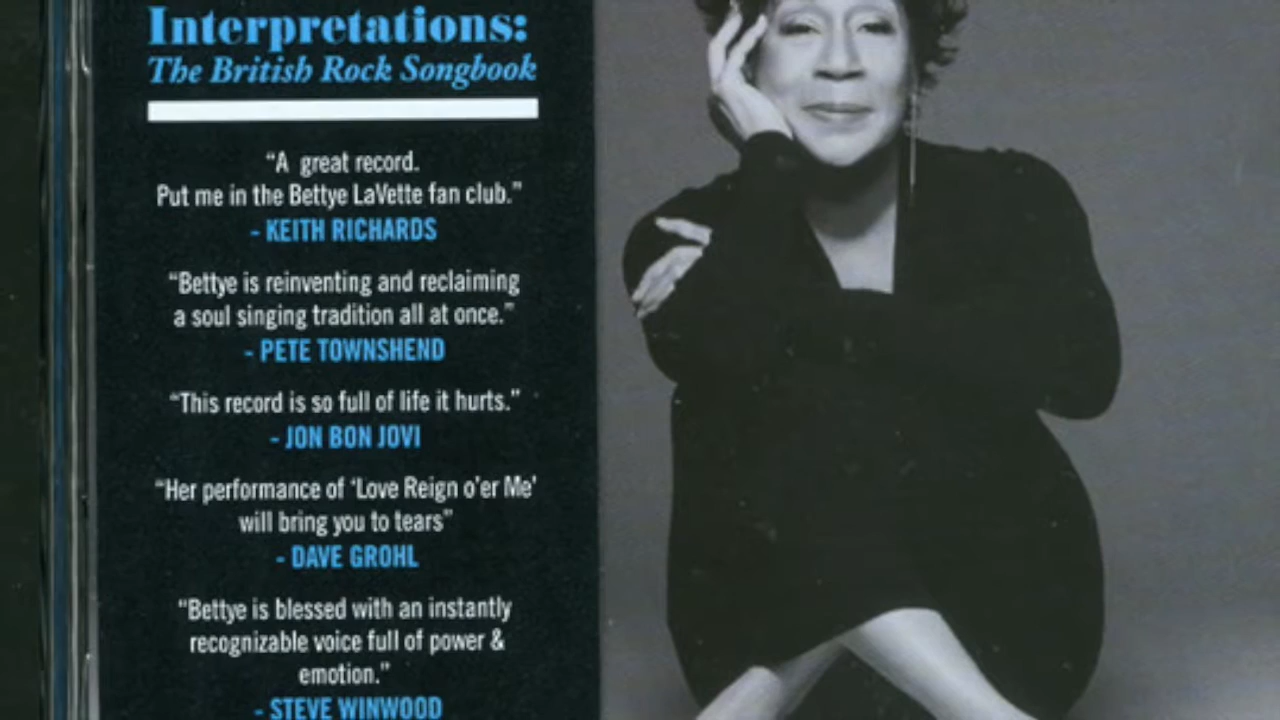 Interpretations:
The British Rock Songbook
“A great record.
Put me in the Bettye LaVette fan club.”
- KEITH RICHARDS
“Bettye is reinventing and reclaiming
a soul singing tradition all at once.”
- PETE TOWNSHEND
“This record is so full of life it hurts.”
- JON BON JOVI
“Her performance of ‘Love Reign o’er Me’
will bring you to tears”
- DAVE GROHL
“Bettye is blessed with an instantly
recognizable voice full of power &
emotion.”
- STEVE WINWOOD